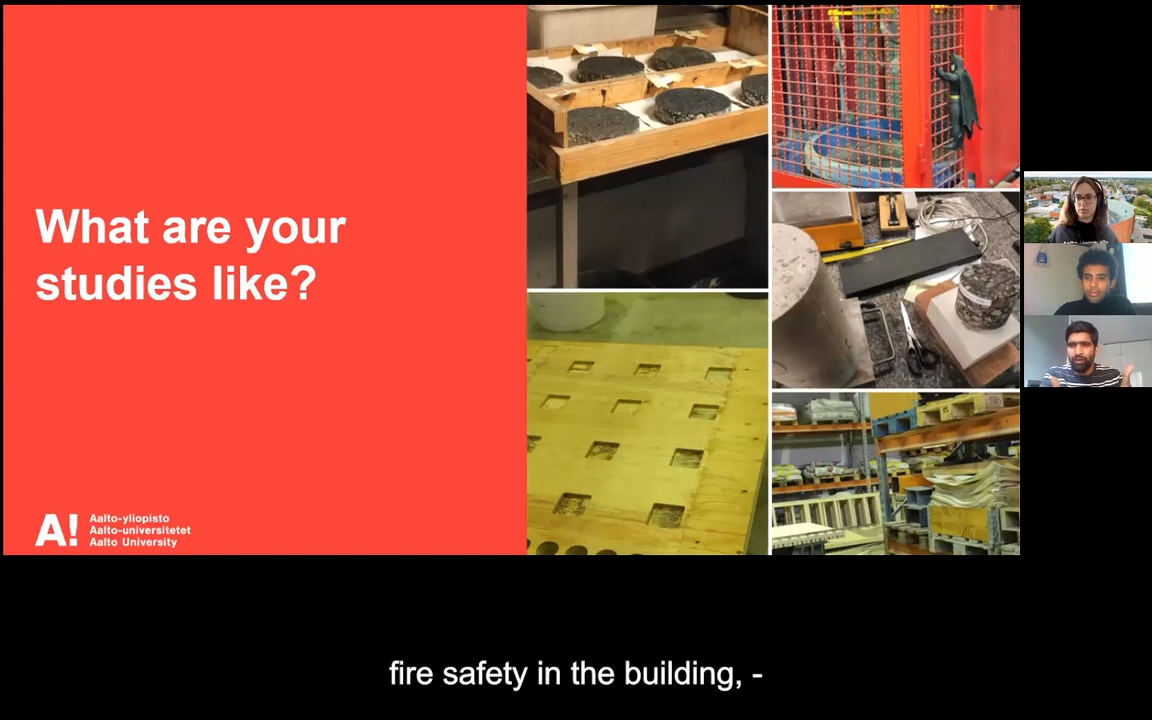 What are your
studies like?
A!
Aalto-yliopisto
Aalto-universitetet
Aalto University
fire safety in the building, -